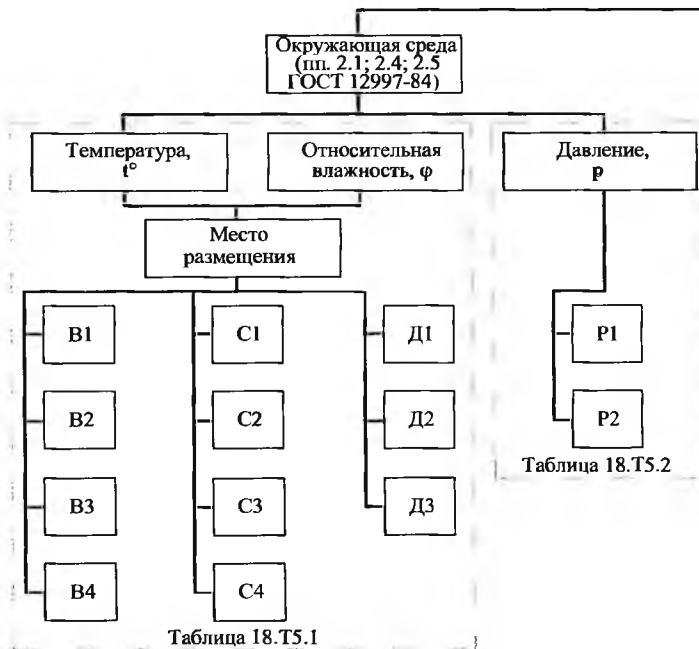 Окружающая среда
(пп. 2.1; 2.4; 2.5
ГОСТ 12997-84)
Температура,
t°
Относительная
влажность, φ
Давление,
р
Место
размещения
В1
С1
Д1
Р1
В2
С2
Д2
Р2
В3
С3
Д3
В4
С4
Таблица 18.Т5.2
Таблица 18.Т5.1